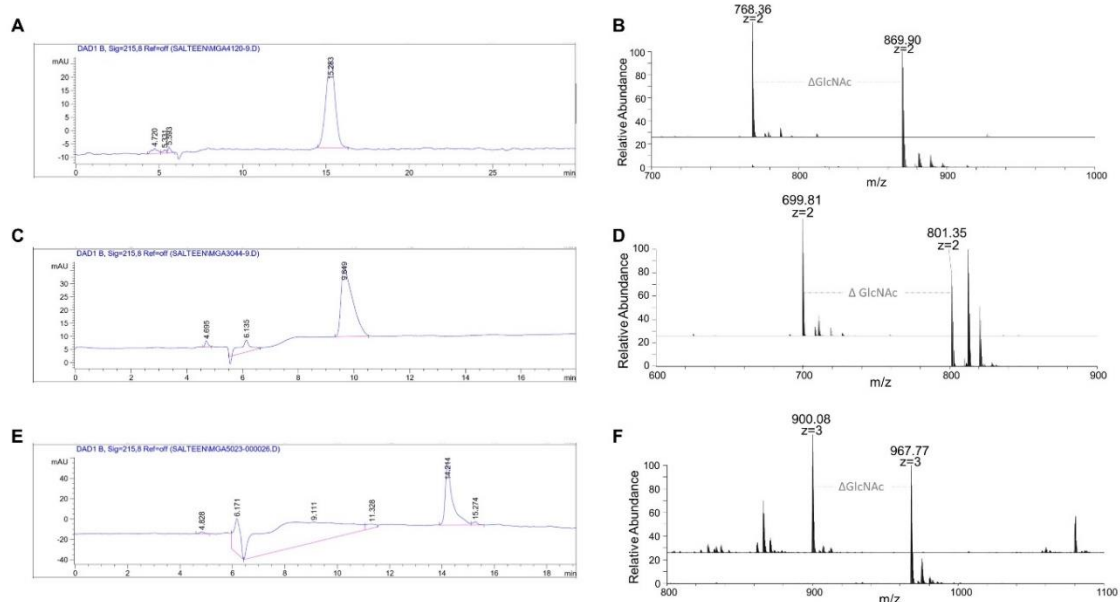 A
DAD1 B, Sig=215,8 Ref=off (SALTEEN\MGA4120-9.D)
mAU
20
15
10
5
0
-5
-10
4.720
5.331
5.593
15.283
0 5 10 15 20 25 min
B
768.36
z=2
869.90
z=2
ΔGlcNAc
Relative Abundance
100
80
60
40
20
0
700 800 900 1000
m/z
C
DAD1 B, Sig=215,8 Ref=off (SALTEEN\MGA3044-9.D)
mAU
30
25
20
15
10
5
0
4.695
6.135
9.849
0 2 4 6 8 10 12 14 16 min
D
699.81
z=2
801.35
z=2
Δ GlcNAc
Relative Abundance
100
80
60
40
20
0
600 700 800 900
m/z
E
DAD1 B, Sig=215,8 Ref=off (SALTEEN\MGA5023-000026.D)
mAU
40
20
0
-20
-40
4.828
6.171
9.111
11.328
14.214
15.274
0 2 4 6 8 10 12 14 16 18 min
F
900.08
z=3
967.77
z=3
ΔGlcNAc
Relative Abundance
100
80
60
40
20
0
800 900 1000 1100
m/z